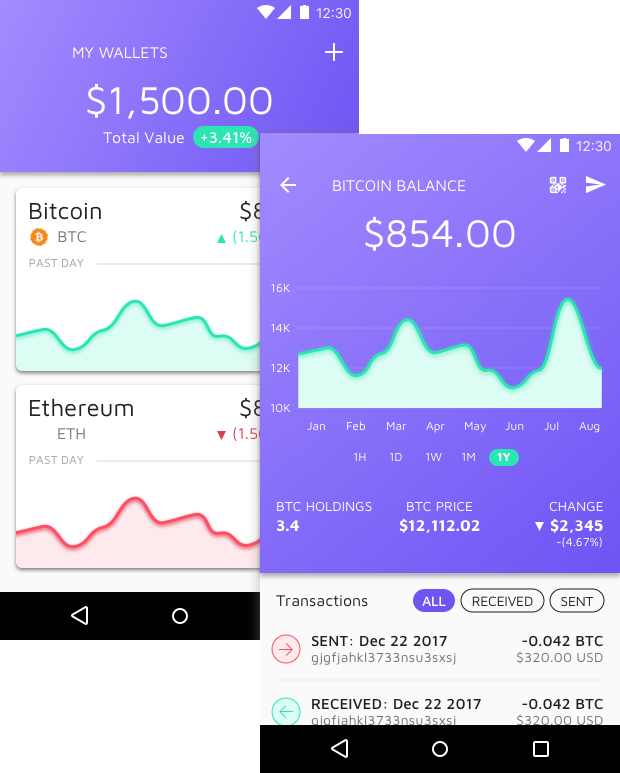 12:30
MY WALLETS
$1,500.00
Total Value +3.41%
Bitcoin $8
BTC ▲ (1.5
PAST DAY
Ethereum $8
ETH ▼ (1.5
PAST DAY
12:30
BITCOIN BALANCE
$854.00
16K
14K
12K
10K
Jan Feb Mar Apr May Jun Jul Aug
1H 1D 1W 1M 1Y
BTC HOLDINGS BTC PRICE CHANGE
3.4 $12,112.02 ▼ $2,345
-(4.67%)
Transactions ALL RECEIVED SENT
SENT: Dec 22 2017 -0.042 BTC
gjgfjahkl3733nsu3sxsj $320.00 USD
RECEIVED: Dec 22 2017 -0.042 BTC
gjgfjahkl3733nsu3sxsj $320.00 USD